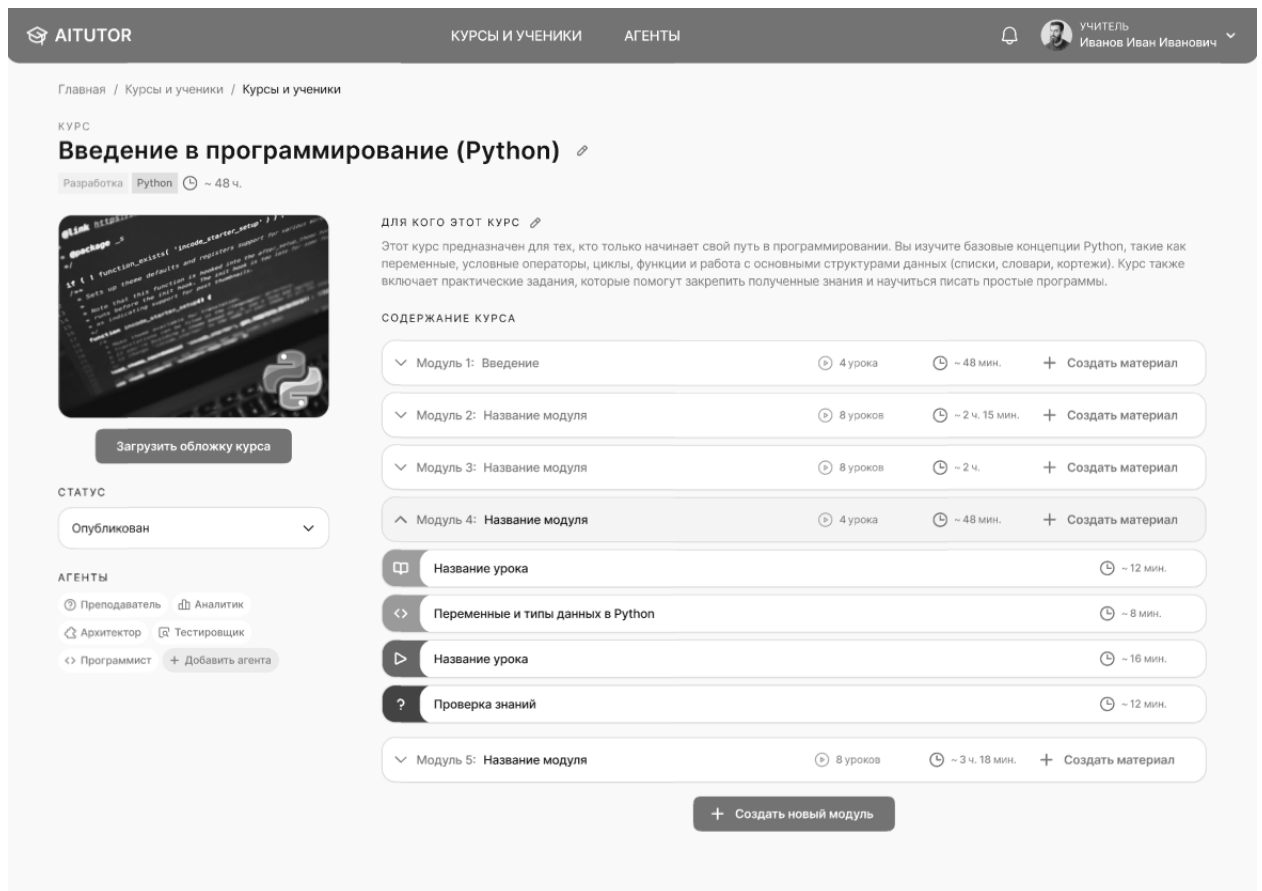 AITUTOR
КУРСЫ И УЧЕНИКИ
АГЕНТЫ
УЧИТЕЛЬ
Иванов Иван Иванович
Главная / Курсы и ученики / Курсы и ученики
КУРС
Введение в программирование (Python)
Разработка Python ~ 48 ч.
@link https:
@package _s
*/
if ( ! function_exists( 'incode_starter_setup' ) )
Загрузить обложку курса
СТАТУС
Опубликован
АГЕНТЫ
Преподаватель Аналитик
Архитектор Тестировщик
<> Программист + Добавить агента
ДЛЯ КОГО ЭТОТ КУРС
Этот курс предназначен для тех, кто только начинает свой путь в программировании. Вы изучите базовые концепции Python, такие как
переменные, условные операторы, циклы, функции и работа с основными структурами данных (списки, словари, кортежи). Курс также
включает практические задания, которые помогут закрепить полученные знания и научиться писать простые программы.
СОДЕРЖАНИЕ КУРСА
Модуль 1: Введение 4 урока ~ 48 мин. + Создать материал
Модуль 2: Название модуля 8 уроков ~ 2 ч. 15 мин. + Создать материал
Модуль 3: Название модуля 8 уроков ~ 2 ч. + Создать материал
Модуль 4: Название модуля 4 урока ~ 48 мин. + Создать материал
Название урока ~ 12 мин.
<> Переменные и типы данных в Python ~ 8 мин.
Название урока ~ 16 мин.
? Проверка знаний ~ 12 мин.
Модуль 5: Название модуля 8 уроков ~ 3 ч. 18 мин. + Создать материал
+ Создать новый модуль